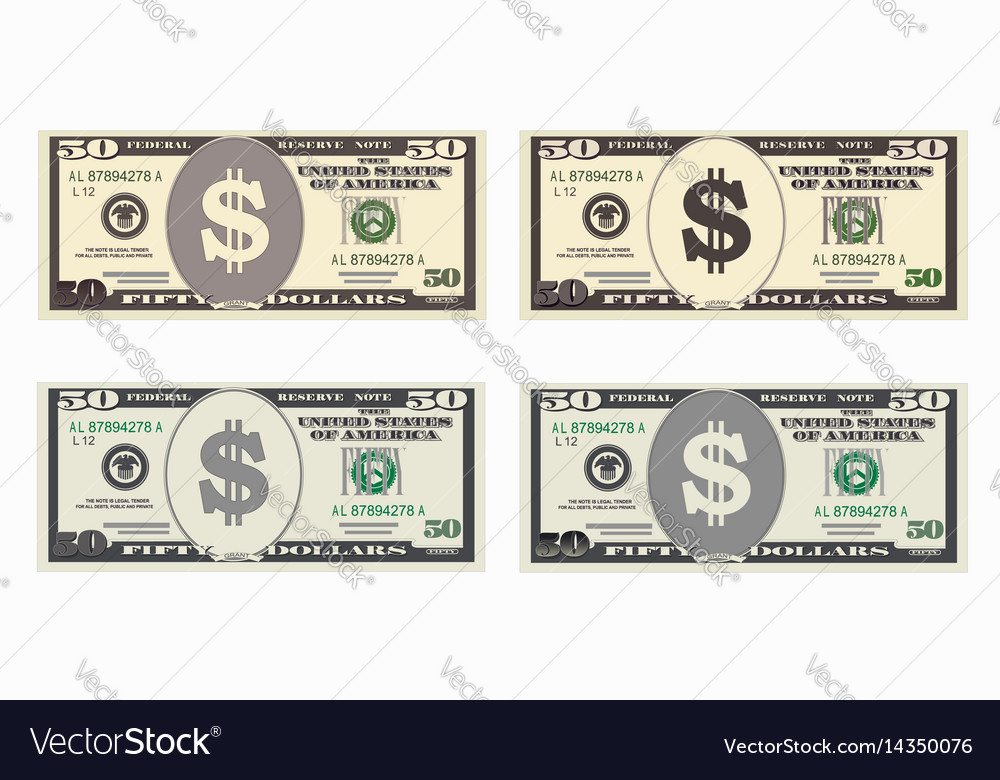 50 FEDERAL RESERVE NOTE 50
THE
UNITED STATES
OF AMERICA
AL 87894278 A
L 12
FIFTY
THE NOTE IS LEGAL TENDER
FOR ALL DEBTS, PUBLIC AND PRIVATE
AL 87894278 A
$
50
50 FIFTY DOLLARS FIFTY
GRANT
50 FEDERAL RESERVE NOTE 50
THE
UNITED STATES
OF AMERICA
AL 87894278 A
L 12
FIFTY
THE NOTE IS LEGAL TENDER
FOR ALL DEBTS, PUBLIC AND PRIVATE
AL 87894278 A
$
50
50 FIFTY DOLLARS FIFTY
GRANT
50 FEDERAL RESERVE NOTE 50
THE
UNITED STATES
OF AMERICA
AL 87894278 A
L 12
FIFTY
THE NOTE IS LEGAL TENDER
FOR ALL DEBTS, PUBLIC AND PRIVATE
AL 87894278 A
$
50
50 FIFTY DOLLARS FIFTY
GRANT
50 FEDERAL RESERVE NOTE 50
THE
UNITED STATES
OF AMERICA
AL 87894278 A
L 12
FIFTY
THE NOTE IS LEGAL TENDER
FOR ALL DEBTS, PUBLIC AND PRIVATE
AL 87894278 A
$
50
50 FIFTY DOLLARS FIFTY
GRANT
VectorStock®
VectorStock.com/14350076